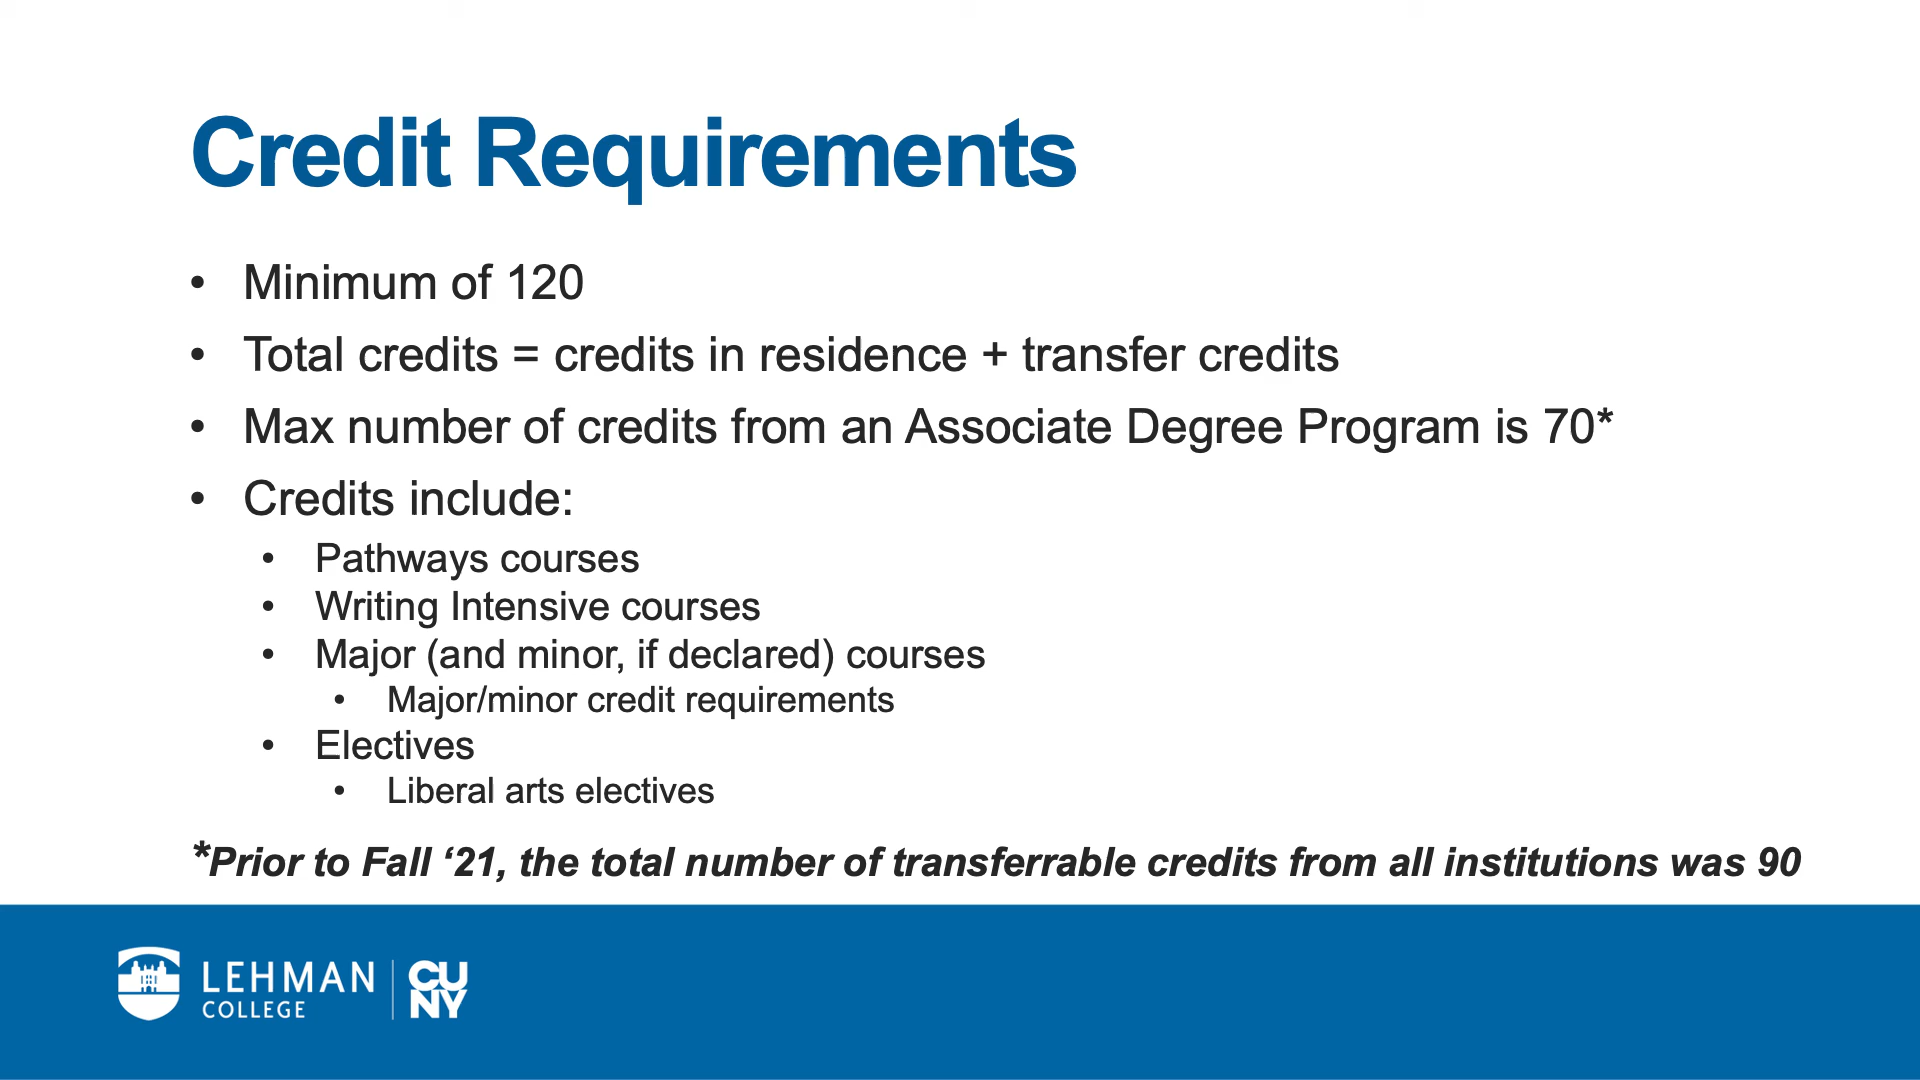 Credit Requirements
• Minimum of 120
• Total credits = credits in residence + transfer credits
• Max number of credits from an Associate Degree Program is 70*
• Credits include:
• Pathways courses
• Writing Intensive courses
• Major (and minor, if declared) courses
• Major/minor credit requirements
• Electives
• Liberal arts electives
*Prior to Fall ‘21, the total number of transferrable credits from all institutions was 90
LEHMAN
COLLEGE
CU
NY